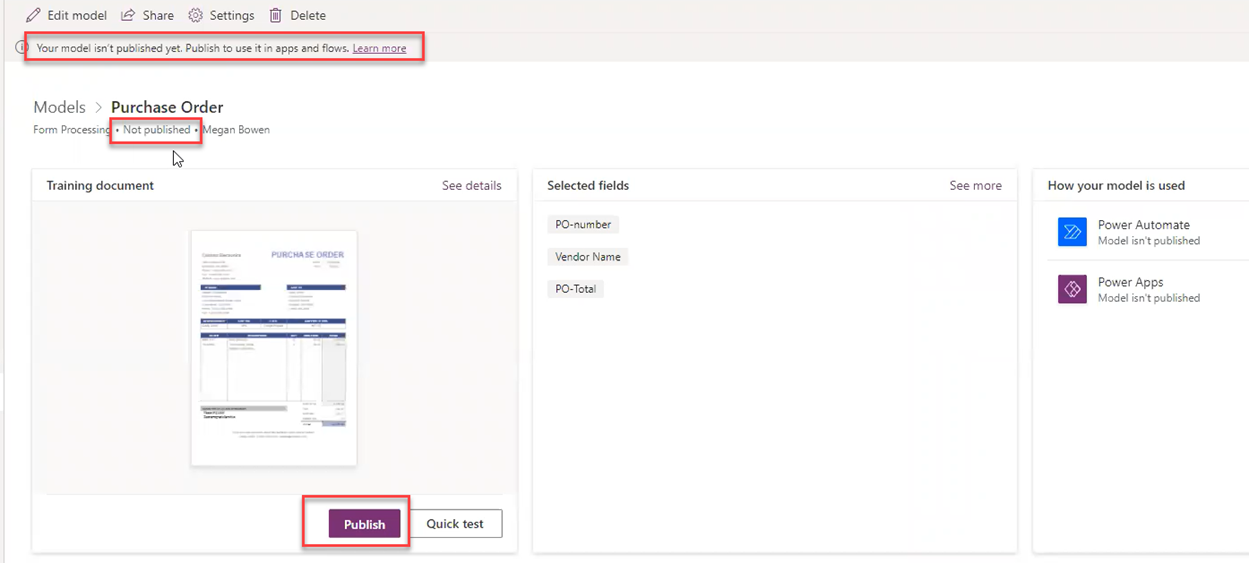 Edit model Share Settings Delete
Your model isn't published yet. Publish to use it in apps and flows. Learn more
Models > Purchase Order
Form Processing • Not published • Megan Bowen
Training document See details
PURCHASE ORDER
Publish Quick test
Selected fields See more
PO-number
Vendor Name
PO-Total
How your model is used
Power Automate
Model isn't published
Power Apps
Model isn't published